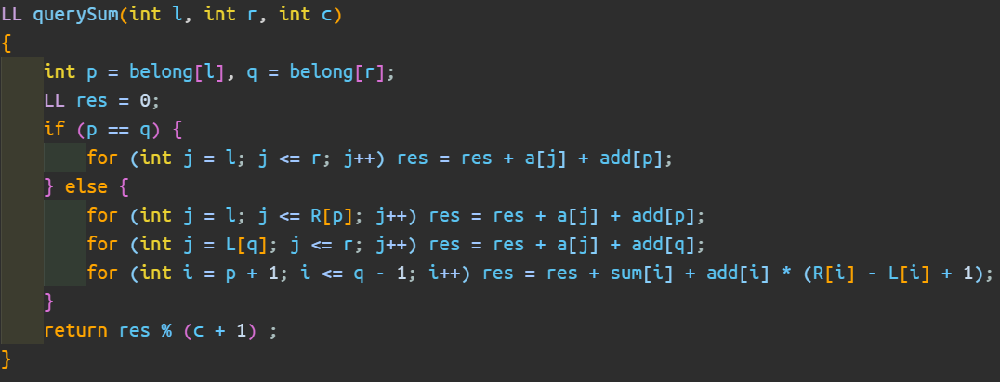 LL querySum(int l, int r, int c)
{
    int p = belong[l], q = belong[r];
    LL res = 0;
    if (p == q) {
        for (int j = l; j <= r; j++) res = res + a[j] + add[p];
    } else {
        for (int j = l; j <= R[p]; j++) res = res + a[j] + add[p];
        for (int j = L[q]; j <= r; j++) res = res + a[j] + add[q];
        for (int i = p + 1; i <= q - 1; i++) res = res + sum[i] + add[i] * (R[i] - L[i] + 1);
    }
    return res % (c + 1) ;
}